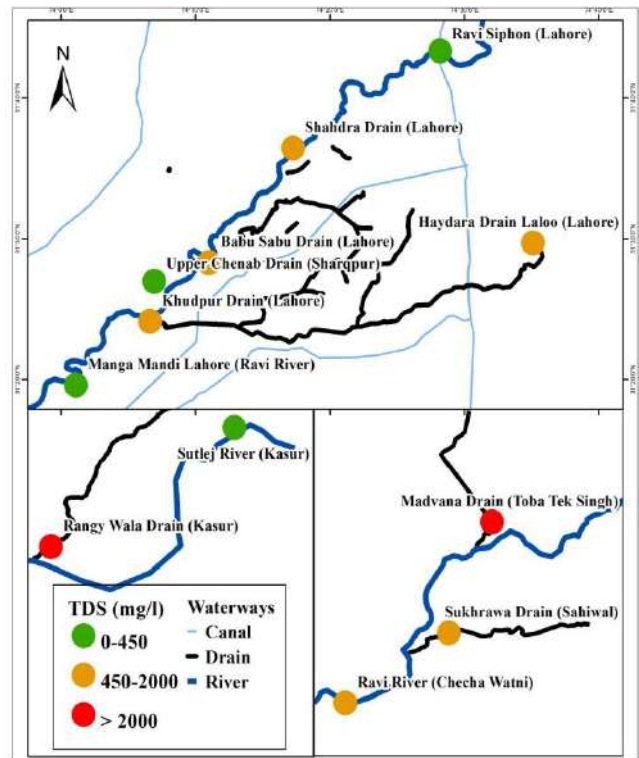 N
Ravi Siphon (Lahore)
Shahdra Drain (Lahore)
Haydara Drain Laloo (Lahore)
Babu Sabu Drain (Lahore)
Upper Chenab Drain (Sharqpur)
Khudpur Drain (Lahore)
Manga Mandi Lahore (Ravi River)
Sutlej River (Kasur)
Rangy Wala Drain (Kasur)
Madvana Drain (Toba Tek Singh)
Sukhrawa Drain (Sahiwal)
Ravi River (Checha Watni)
TDS (mg/l)
0-450
450-2000
> 2000
Waterways
Canal
Drain
River